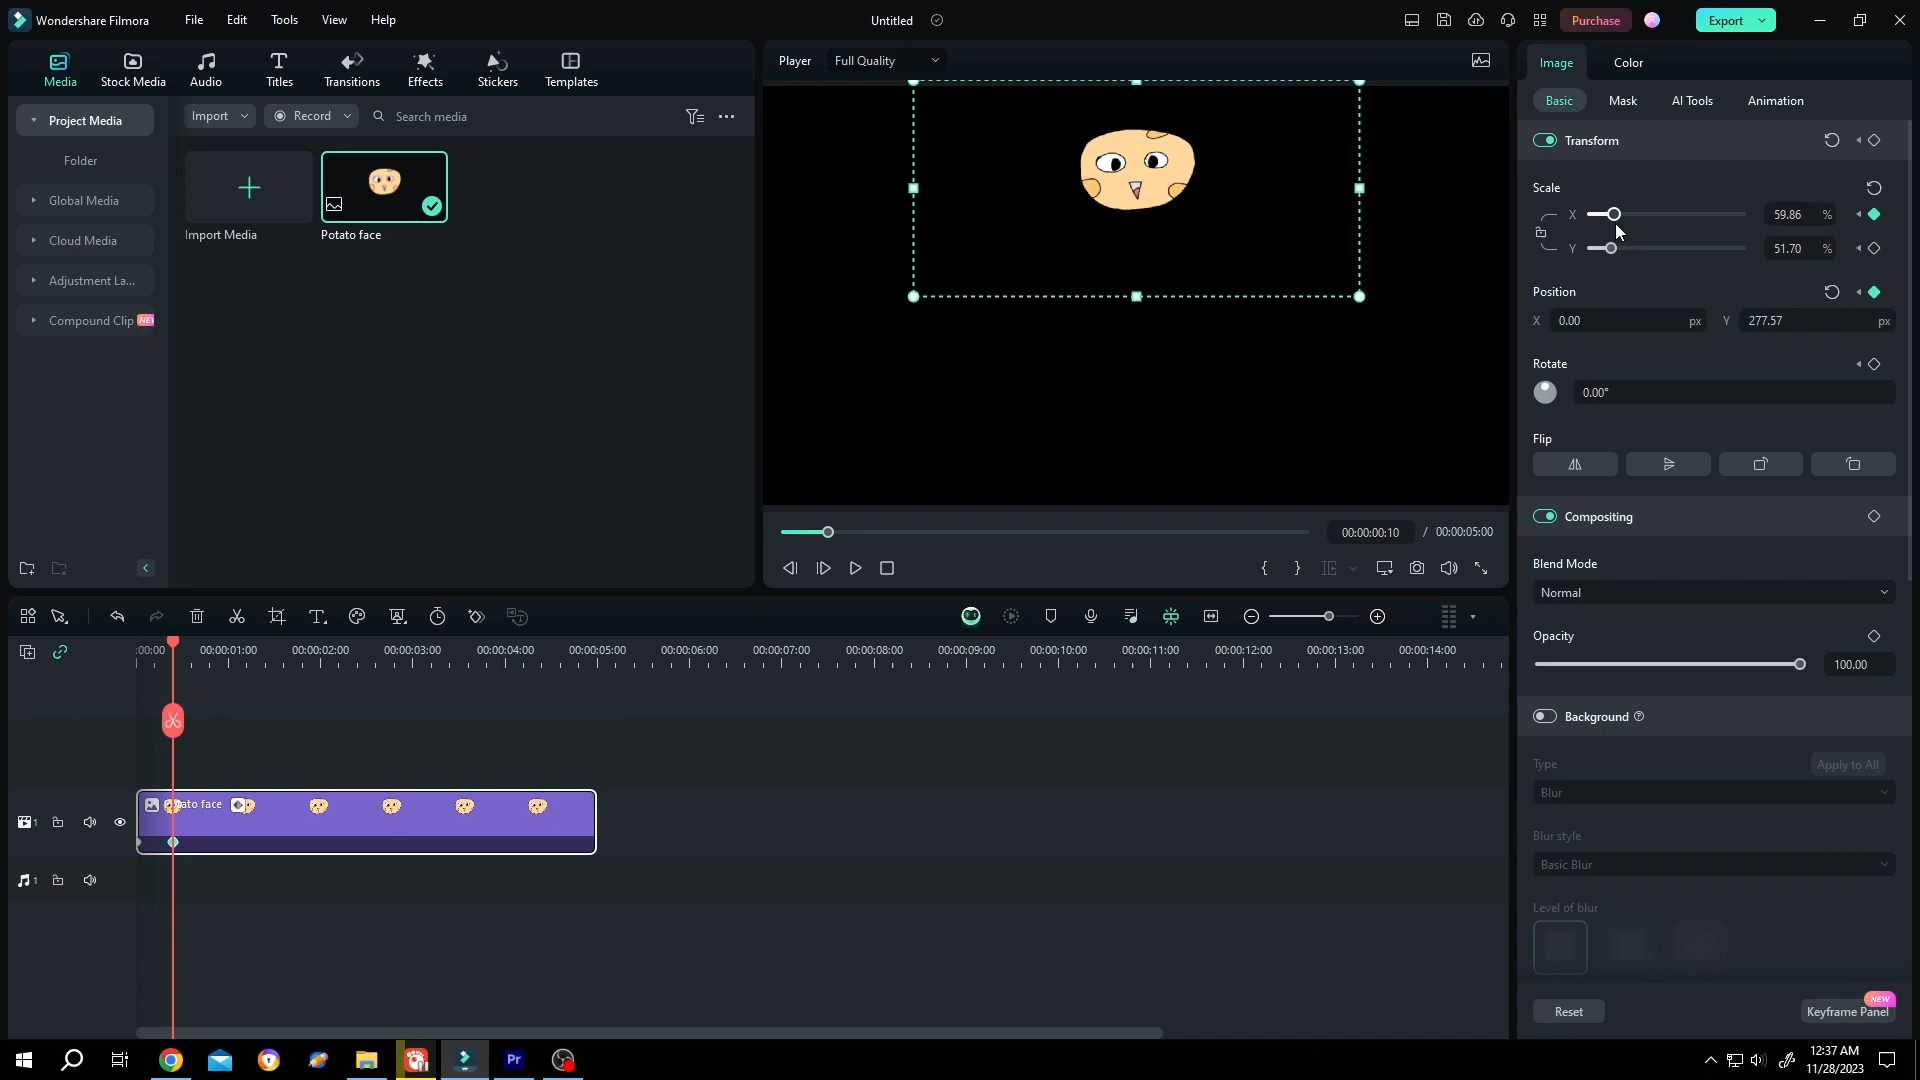 Wondershare Filmora File Edit Tools View Help Untitled Purchase Export
Media Stock Media Audio Titles Transitions Effects Stickers Templates
Project Media
Folder
Global Media
Cloud Media
Adjustment La...
Compound Clip NEW
Import Record Search media
Import Media
Potato face
Player Full Quality
00:00:00:10 / 00:00:05:00
Image Color
Basic Mask AI Tools Animation
Transform
Scale
X 59.86 %
Y 51.70 %
Position
X 0.00 px Y 277.57 px
Rotate
0.00°
Flip
Compositing
Blend Mode
Normal
Opacity
100.00
Background
Type Apply to All
Blur
Blur style
Basic Blur
Level of blur
NEW
Reset Keyframe Panel
:00:00 00:00:01:00 00:00:02:00 00:00:03:00 00:00:04:00 00:00:05:00 00:00:06:00 00:00:07:00 00:00:08:00 00:00:09:00 00:00:10:00 00:00:11:00 00:00:12:00 00:00:13:00 00:00:14:00
face
1
1
Pr
12:37 AM
11/28/2023